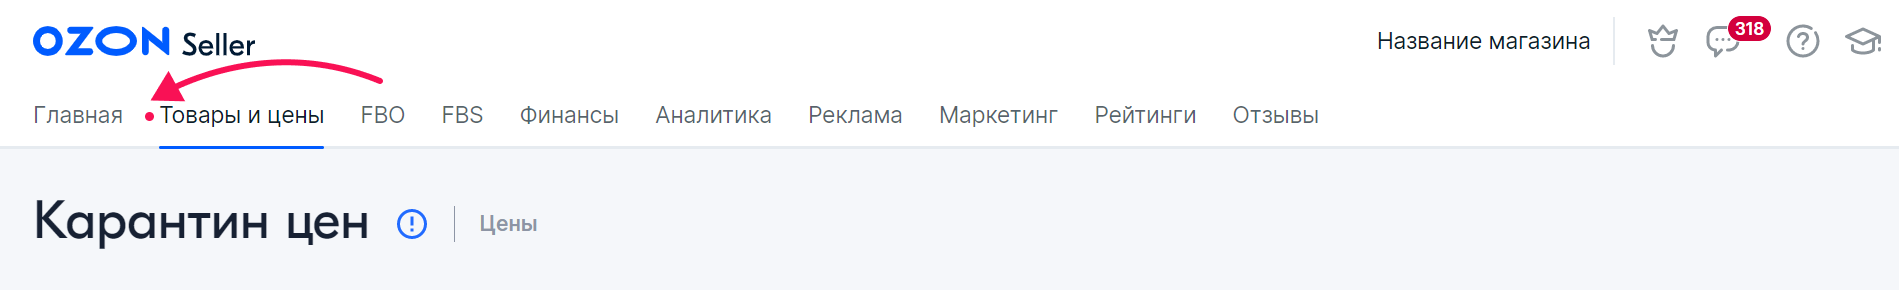 OZON Seller
Название магазина
318
Главная Товары и цены FBO FBS Финансы Аналитика Реклама Маркетинг Рейтинги Отзывы
Карантин цен
Цены